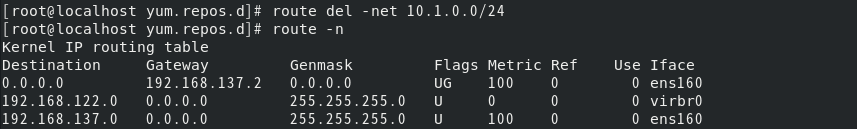 [root@localhost yum.repos.d]# route del -net 10.1.0.0/24
[root@localhost yum.repos.d]# route -n
Kernel IP routing table
Destination     Gateway         Genmask         Flags Metric Ref    Use Iface
0.0.0.0         192.168.137.2   0.0.0.0         UG    100    0        0 ens160
192.168.122.0   0.0.0.0         255.255.255.0   U     0      0        0 virbr0
192.168.137.0   0.0.0.0         255.255.255.0   U     100    0        0 ens160